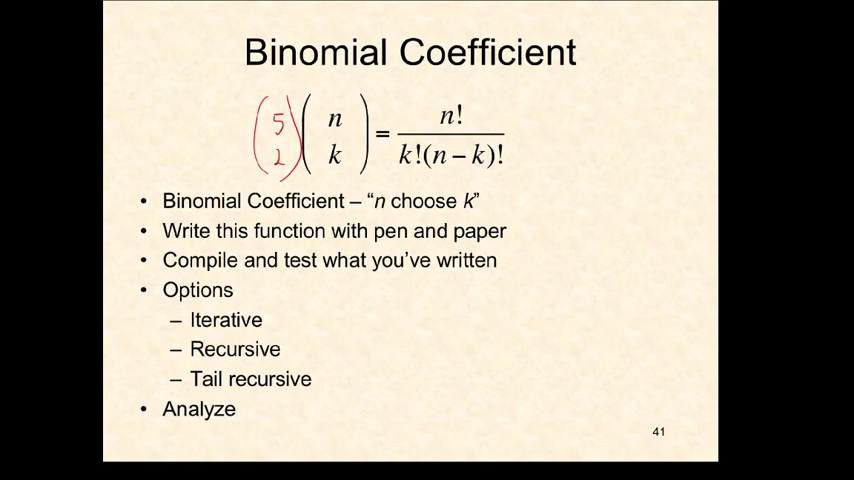 Binomial Coefficient
(5 2) (n k) = n! / k!(n – k)!
• Binomial Coefficient – “n choose k”
• Write this function with pen and paper
• Compile and test what you’ve written
• Options
– Iterative
– Recursive
– Tail recursive
• Analyze
41